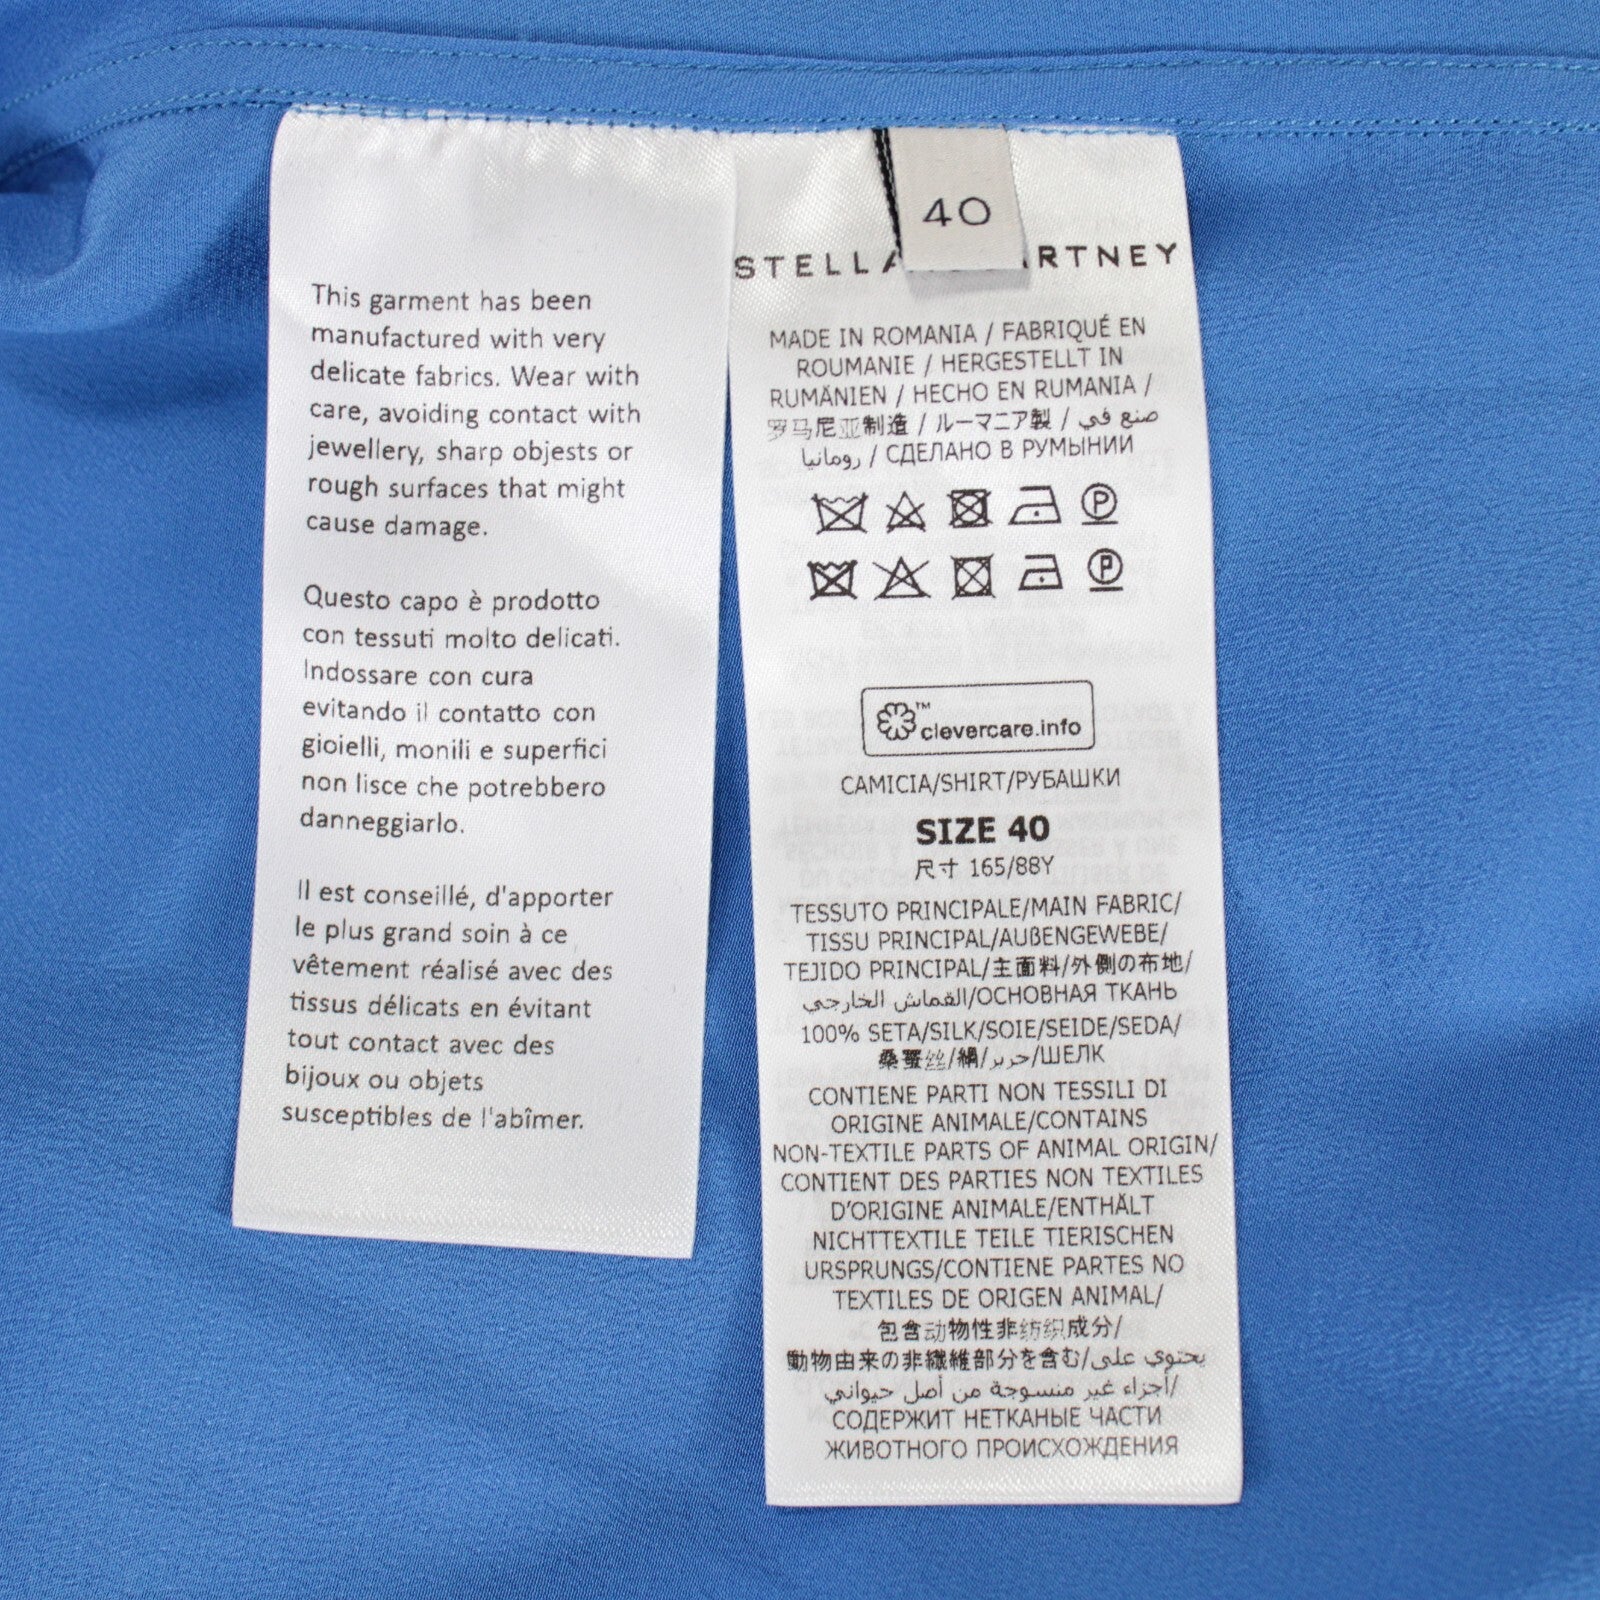 This garment has been
manufactured with very
delicate fabrics. Wear with
care, avoiding contact with
jewellery, sharp objests or
rough surfaces that might
cause damage.
Questo capo è prodotto
con tessuti molto delicati.
Indossare con cura
evitando il contatto con
gioielli, monili e superfici
non lisce che potrebbero
danneggiarlo.
Il est conseillé, d'apporter
le plus grand soin à ce
vêtement réalisé avec des
tissus délicats en évitant
tout contact avec des
bijoux ou objets
susceptibles de l'abîmer.
40
STELLA RTNEY
MADE IN ROMANIA / FABRIQUÉ EN
ROUMANIE / HERGESTELLT IN
RUMÄNIEN / HECHO EN RUMANIA /
罗马尼亚制造 / ルーマニア製 / صنع في
رومانيا / СДЕЛАНО В РУМЫНИИ
P
P
™ clevercare.info
CAMICIA/SHIRT/РУБАШКИ
SIZE 40
尺寸 165/88Y
TESSUTO PRINCIPALE/MAIN FABRIC/
TISSU PRINCIPAL/AUßENGEWEBE/
TEJIDO PRINCIPAL/主面料/外側の布地/
القماش الخارجي/ОСНОВНАЯ ТКАНЬ
100% SETA/SILK/SOIE/SEIDE/SEDA/
桑蚕丝/絹/حرير/ШЕЛК
CONTIENE PARTI NON TESSILI DI
ORIGINE ANIMALE/CONTAINS
NON-TEXTILE PARTS OF ANIMAL ORIGIN/
CONTIENT DES PARTIES NON TEXTILES
D'ORIGINE ANIMALE/ENTHÄLT
NICHTTEXTILE TEILE TIERISCHEN
URSPRUNGS/CONTIENE PARTES NO
TEXTILES DE ORIGEN ANIMAL/
包含动物性非纺织成分/
動物由来の非繊維部分を含む/يحتوي على
أجزاء غير منسوجة من أصل حيواني/
СОДЕРЖИТ НЕТКАНЫЕ ЧАСТИ
ЖИВОТНОГО ПРОИСХОЖДЕНИЯ